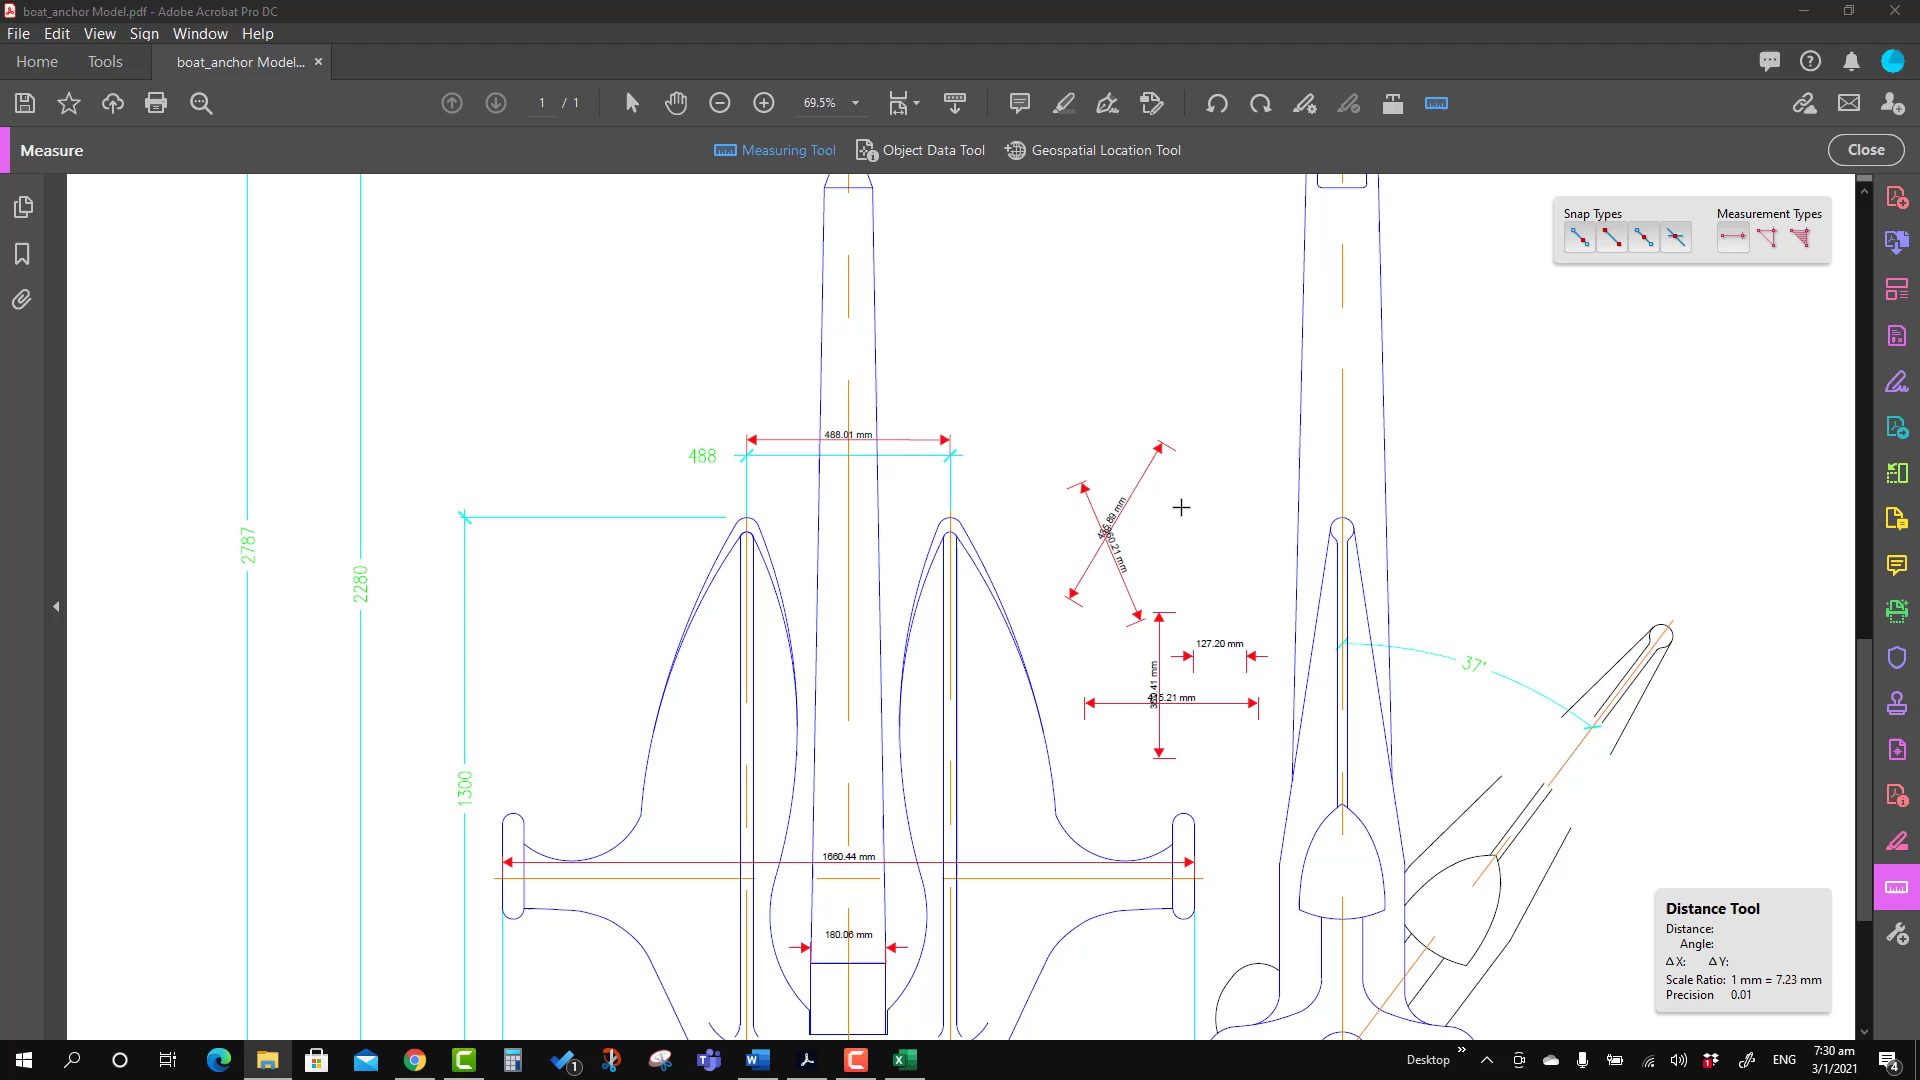 boat_anchor Model.pdf - Adobe Acrobat Pro DC
File Edit View Sign Window Help
Home Tools boat_anchor Model... ×
1 / 1 69.5%
Measure Measuring Tool Object Data Tool Geospatial Location Tool Close
Snap Types Measurement Types
488.01 mm
488
2787
2280
1300
127.20 mm
415.21 mm
37°
1660.44 mm
180.06 mm
Distance Tool
Distance:
Angle:
Δ X: Δ Y:
Scale Ratio: 1 mm = 7.23 mm
Precision 0.01
Desktop » ENG
7:30 am
3/1/2021
1
4